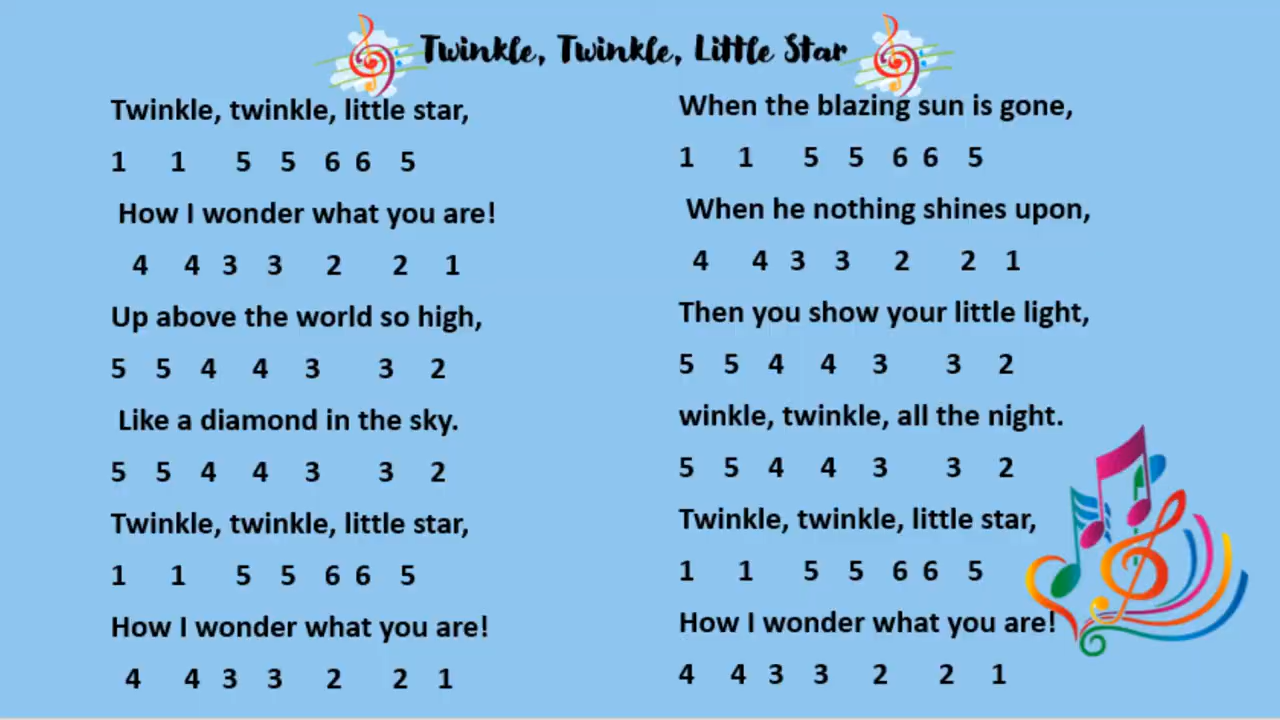 Twinkle, Twinkle, Little Star
Twinkle, twinkle, little star,
1 1 5 5 6 6 5
How I wonder what you are!
4 4 3 3 2 2 1
Up above the world so high,
5 5 4 4 3 3 2
Like a diamond in the sky.
5 5 4 4 3 3 2
Twinkle, twinkle, little star,
1 1 5 5 6 6 5
How I wonder what you are!
4 4 3 3 2 2 1
When the blazing sun is gone,
1 1 5 5 6 6 5
When he nothing shines upon,
4 4 3 3 2 2 1
Then you show your little light,
5 5 4 4 3 3 2
winkle, twinkle, all the night.
5 5 4 4 3 3 2
Twinkle, twinkle, little star,
1 1 5 5 6 6 5
How I wonder what you are!
4 4 3 3 2 2 1